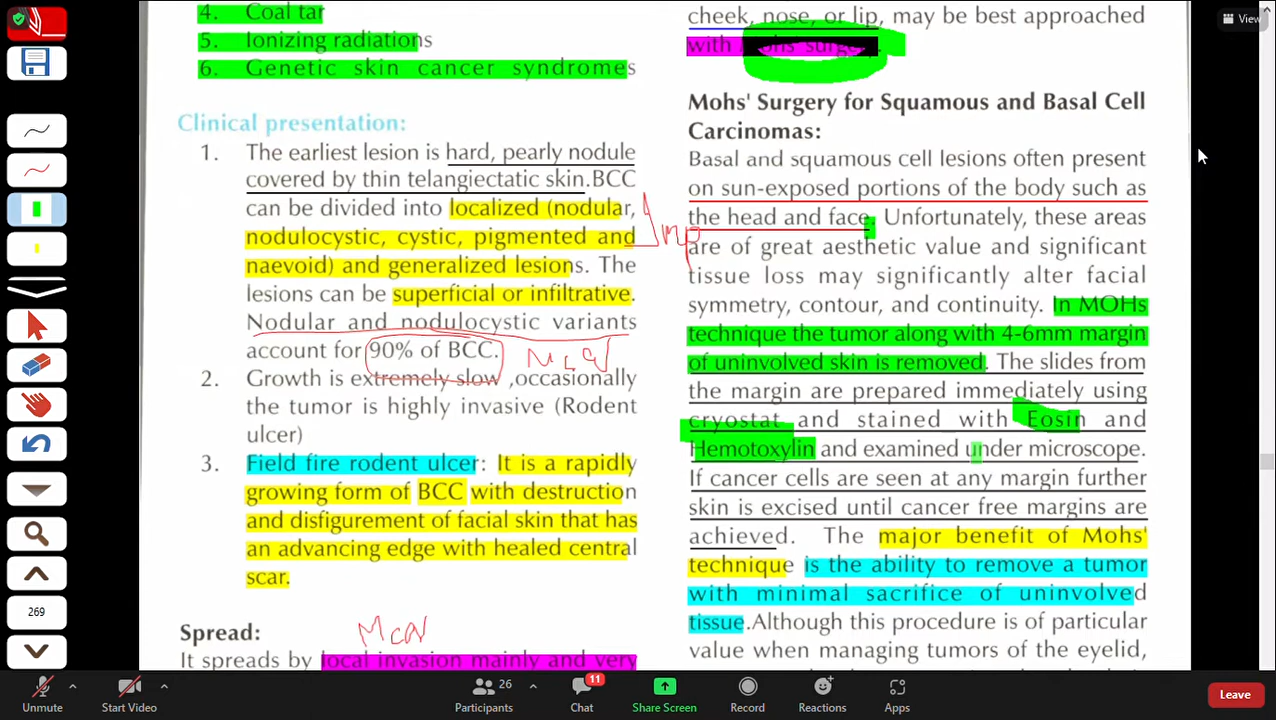 4. Coal tar
5. Ionizing radiations
6. Genetic skin cancer syndromes
Clinical presentation:
1. The earliest lesion is hard, pearly nodule
covered by thin telangiectatic skin.BCC
can be divided into localized (nodular,
nodulocystic, cystic, pigmented and
naevoid) and generalized lesions. The
lesions can be superficial or infiltrative.
Nodular and nodulocystic variants
account for 90% of BCC.
2. Growth is extremely slow ,occasionally
the tumor is highly invasive (Rodent
ulcer)
3. Field fire rodent ulcer: It is a rapidly
growing form of BCC with destruction
and disfigurement of facial skin that has
an advancing edge with healed central
scar.
Spread:
It spreads by local invasion mainly and very
Imp
McQ
McQ
cheek, nose, or lip, may be best approached
with Mohs' surgery.
Mohs' Surgery for Squamous and Basal Cell
Carcinomas:
Basal and squamous cell lesions often present
on sun-exposed portions of the body such as
the head and face. Unfortunately, these areas
are of great aesthetic value and significant
tissue loss may significantly alter facial
symmetry, contour, and continuity. In MOHs
technique the tumor along with 4-6mm margin
of uninvolved skin is removed. The slides from
the margin are prepared immediately using
cryostat and stained with Eosin and
Hemotoxylin and examined under microscope.
If cancer cells are seen at any margin further
skin is excised until cancer free margins are
achieved. The major benefit of Mohs'
technique is the ability to remove a tumor
with minimal sacrifice of uninvolved
tissue.Although this procedure is of particular
value when managing tumors of the eyelid,
View
269
Unmute
Start Video
26
Participants
11
Chat
Share Screen
Record
Reactions
Apps
Leave